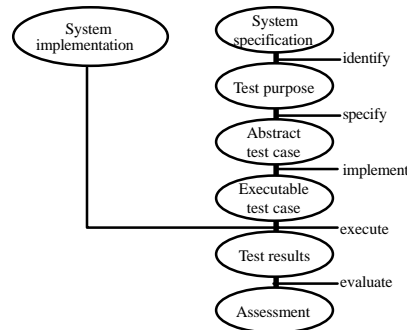 System
implementation
System
specification
identify
Test purpose
specify
Abstract
test case
implement
Executable
test case
execute
Test results
evaluate
Assessment